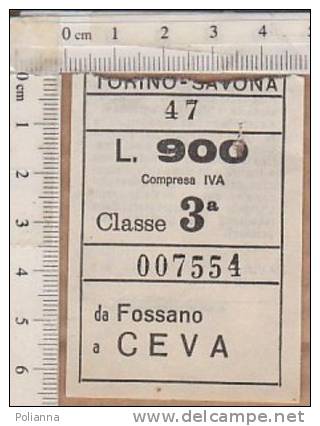 0 cm 1 2 3 4 5
0 cm 1 2 3 4 5 6
TORINO-SAVONA
47
L. 900
Compresa IVA
Classe 3ª
007554
da Fossano
a CEVA
Polianna
www.delcampe.net